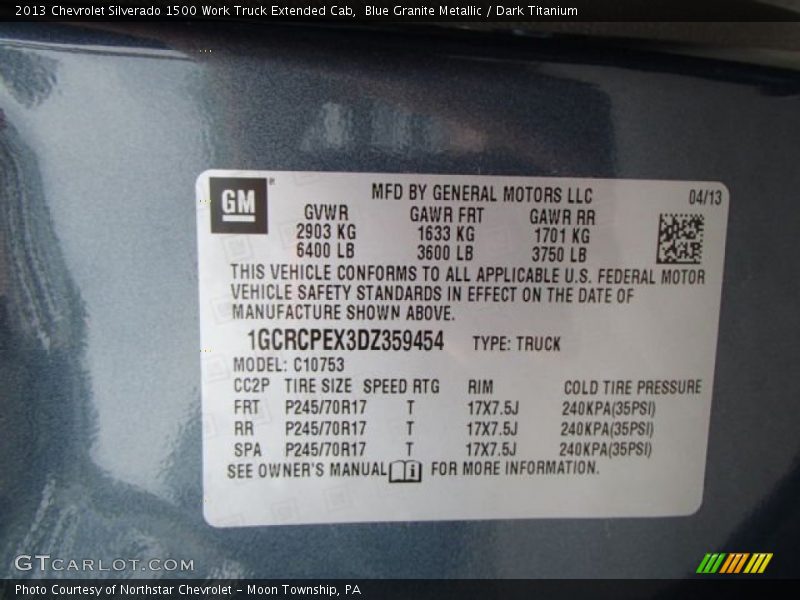 2013 Chevrolet Silverado 1500 Work Truck Extended Cab,  Blue Granite Metallic / Dark Titanium
GM
MFD BY GENERAL MOTORS LLC 04/13
GVWR GAWR FRT GAWR RR
2903 KG 1633 KG 1701 KG
6400 LB 3600 LB 3750 LB
THIS VEHICLE CONFORMS TO ALL APPLICABLE U.S. FEDERAL MOTOR
VEHICLE SAFETY STANDARDS IN EFFECT ON THE DATE OF
MANUFACTURE SHOWN ABOVE.
1GCRCPEX3DZ359454 TYPE: TRUCK
MODEL: C10753
CC2P TIRE SIZE SPEED RTG RIM COLD TIRE PRESSURE
FRT P245/70R17 T 17X7.5J 240KPA(35PSI)
RR P245/70R17 T 17X7.5J 240KPA(35PSI)
SPA P245/70R17 T 17X7.5J 240KPA(35PSI)
SEE OWNER'S MANUAL FOR MORE INFORMATION.
GTCARLOT.COM
Photo Courtesy of Northstar Chevrolet - Moon Township, PA